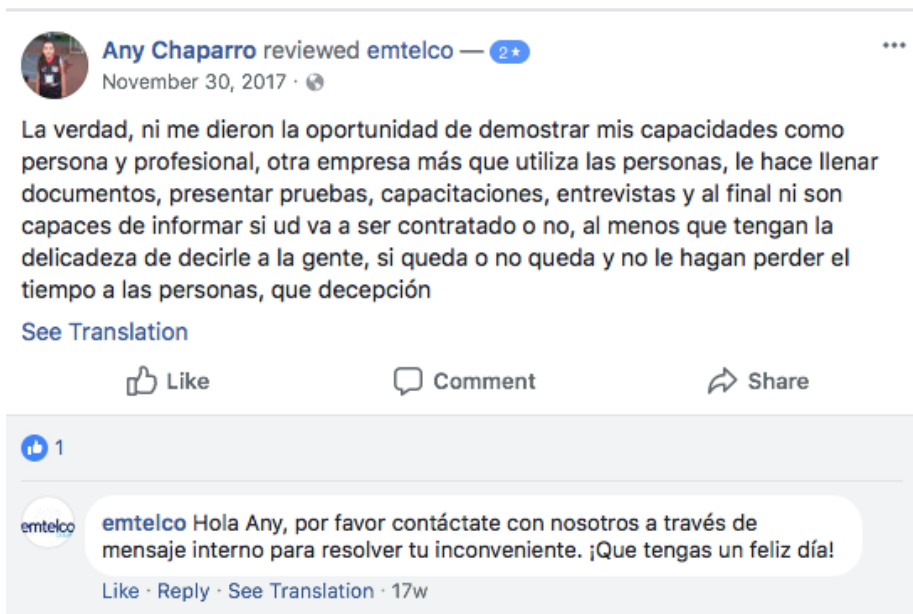 Any Chaparro reviewed emtelco — 2★
November 30, 2017 ·
La verdad, ni me dieron la oportunidad de demostrar mis capacidades como
persona y profesional, otra empresa más que utiliza las personas, le hace llenar
documentos, presentar pruebas, capacitaciones, entrevistas y al final ni son
capaces de informar si ud va a ser contratado o no, al menos que tengan la
delicadeza de decirle a la gente, si queda o no queda y no le hagan perder el
tiempo a las personas, que decepción
See Translation
Like Comment Share
1
emtelco
emtelco Hola Any, por favor contáctate con nosotros a través de
mensaje interno para resolver tu inconveniente. ¡Que tengas un feliz día!
Like · Reply · See Translation · 17w